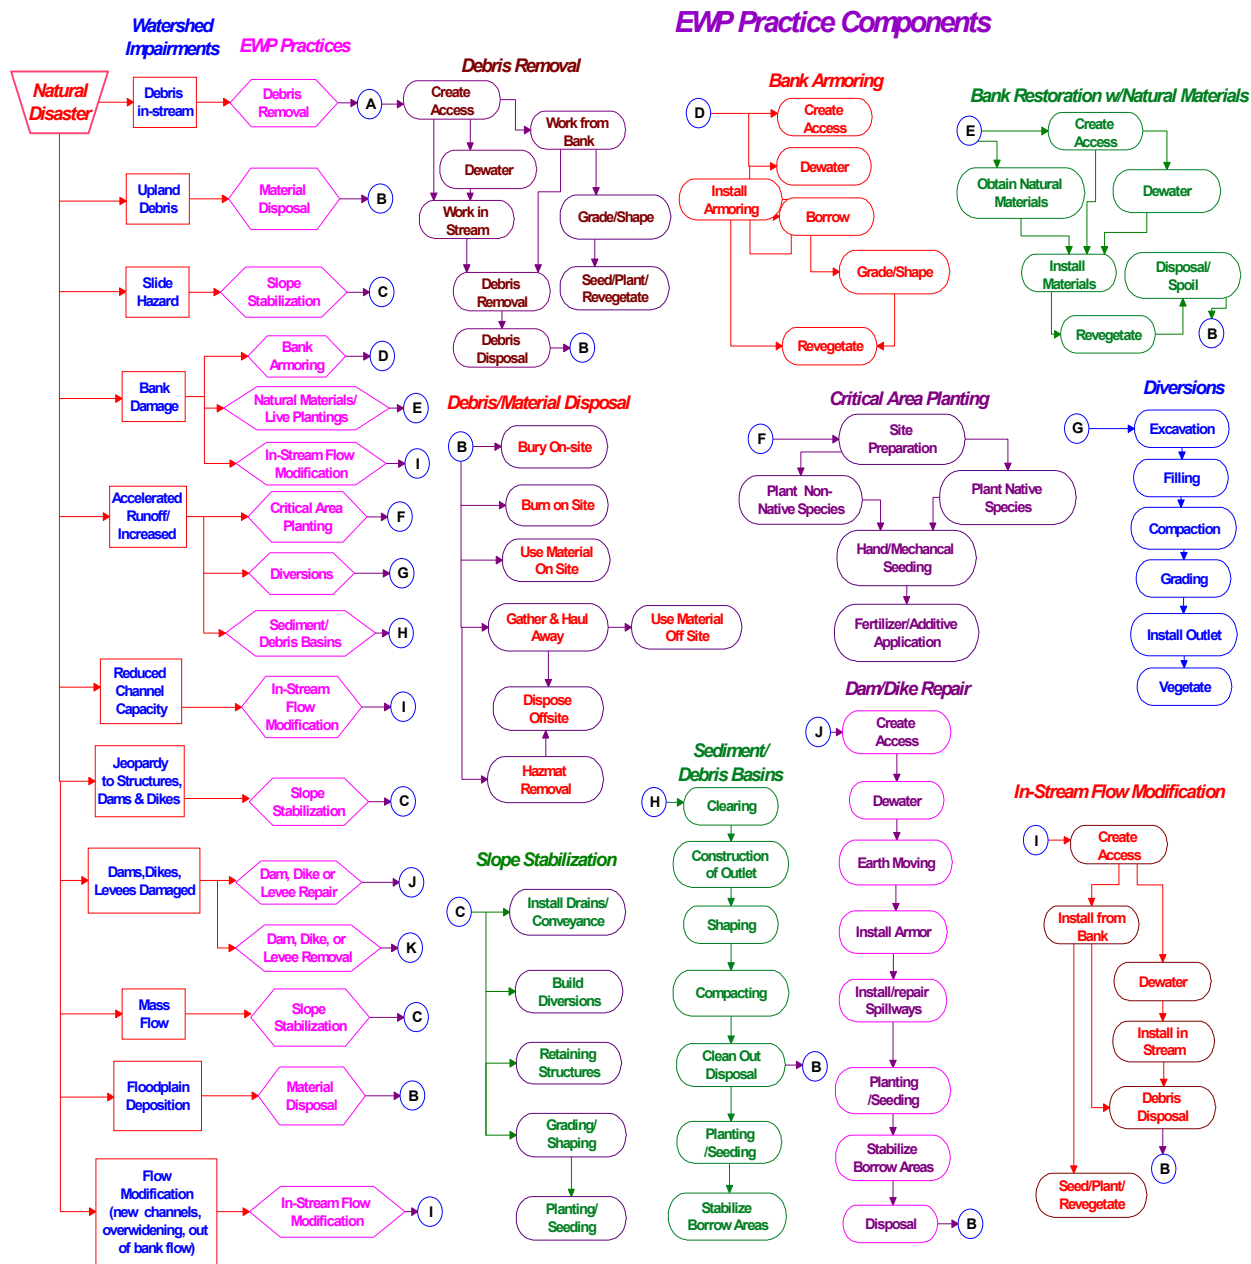 EWP Practice Components
Watershed
Impairments
EWP Practices
Natural
Disaster
Debris
in-stream
Debris
Removal
A
Upland
Debris
Material
Disposal
B
Slide
Hazard
Slope
Stabilization
C
Bank
Damage
Bank
Armoring
D
Natural Materials/
Live Plantings
E
In-Stream Flow
Modification
I
Accelerated
Runoff/
Increased
Critical Area
Planting
F
Diversions
G
Sediment/
Debris Basins
H
Reduced
Channel
Capacity
In-Stream
Flow
Modification
I
Jeopardy
to Structures,
Dams & Dikes
Slope
Stabilization
C
Dams,Dikes,
Levees Damaged
Dam, Dike or
Levee Repair
J
Dam, Dike, or
Levee Removal
K
Mass
Flow
Slope
Stabilization
C
Floodplain
Deposition
Material
Disposal
B
Flow
Modification
(new channels,
overwidening, out
of bank flow)
In-Stream Flow
Modification
I
Debris Removal
Create
Access
Work from
Bank
Dewater
Work in
Stream
Grade/Shape
Debris
Removal
Seed/Plant/
Revegetate
Debris
Disposal
B
Bank Armoring
D
Create
Access
Dewater
Install
Armoring
Borrow
Grade/Shape
Revegetate
Bank Restoration w/Natural Materials
E
Create
Access
Obtain Natural
Materials
Dewater
Install
Materials
Disposal/
Spoil
Revegetate
B
Debris/Material Disposal
B
Bury On-site
Burn on Site
Use Material
On Site
Gather & Haul
Away
Use Material
Off Site
Dispose
Offsite
Hazmat
Removal
Critical Area Planting
F
Site
Preparation
Plant Non-
Native Species
Plant Native
Species
Hand/Mechancal
Seeding
Fertilizer/Additive
Application
Diversions
G
Excavation
Filling
Compaction
Grading
Install Outlet
Vegetate
Slope Stabilization
C
Install Drains/
Conveyance
Build
Diversions
Retaining
Structures
Grading/
Shaping
Planting/
Seeding
Sediment/
Debris Basins
H
Clearing
Construction
of Outlet
Shaping
Compacting
Clean Out
Disposal
B
Planting
/Seeding
Stabilize
Borrow Areas
Dam/Dike Repair
J
Create
Access
Dewater
Earth Moving
Install Armor
Install/repair
Spillways
Planting
/Seeding
Stabilize
Borrow Areas
Disposal
B
In-Stream Flow Modification
I
Create
Access
Install from
Bank
Dewater
Install in
Stream
Debris
Disposal
B
Seed/Plant/
Revegetate